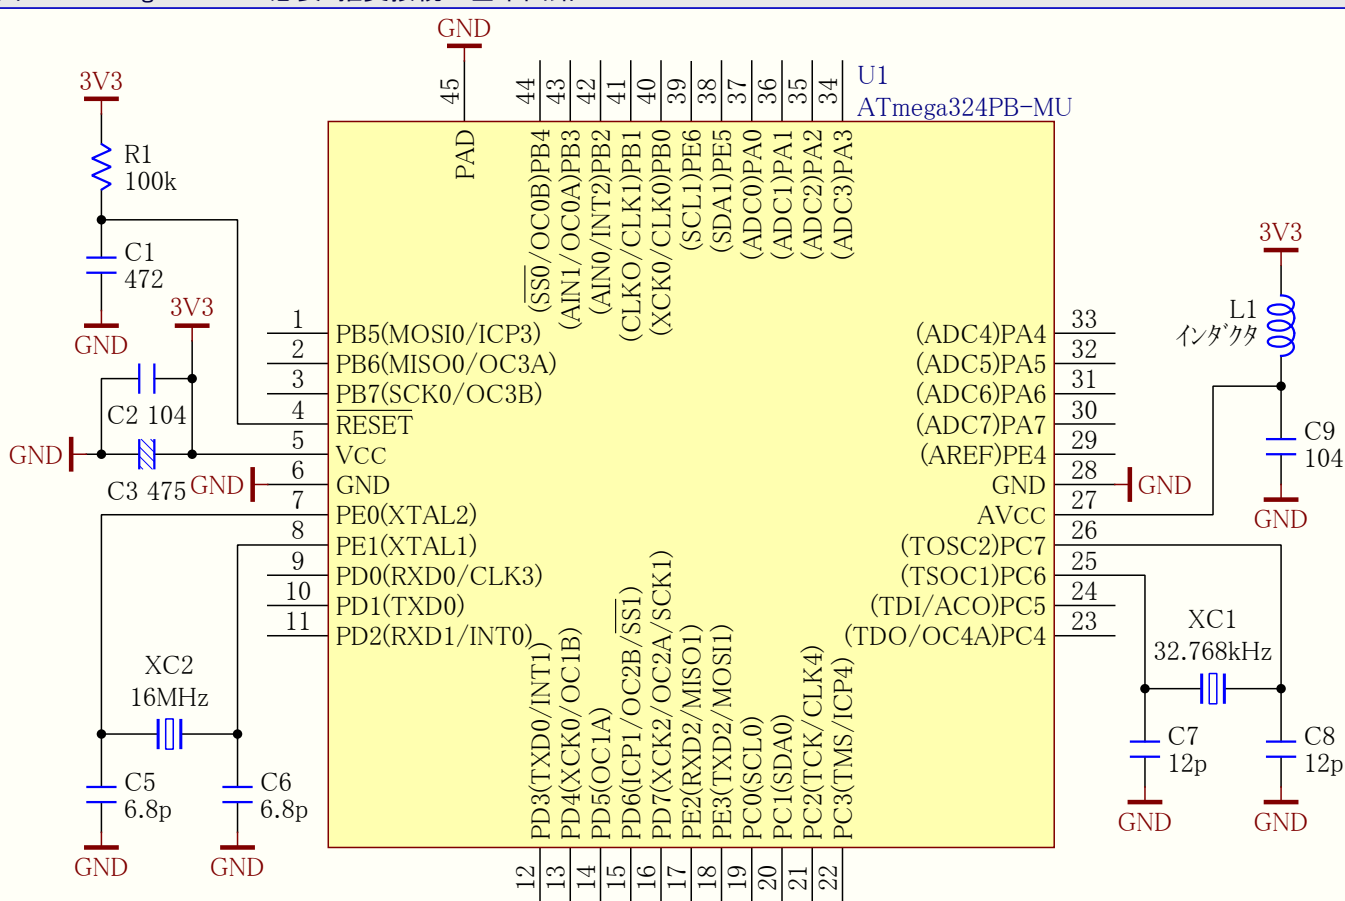 GND
45
44
43
42
41
40
39
38
37
36
35
34
U1
ATmega324PB-MU
3V3
R1
100k
C1
472
GND
3V3
C2 104
GND
C3 475
GND
PAD
(SS0/OC0B)PB4
(AIN1/OC0A)PB3
(AIN0/INT2)PB2
(CLKO/CLK1)PB1
(XCK0/CLK0)PB0
(SCL1)PE6
(SDA1)PE5
(ADC0)PA0
(ADC1)PA1
(ADC2)PA2
(ADC3)PA3
1 PB5(MOSI0/ICP3)
2 PB6(MISO0/OC3A)
3 PB7(SCK0/OC3B)
4 RESET
5 VCC
6 GND
7 PE0(XTAL2)
8 PE1(XTAL1)
9 PD0(RXD0/CLK3)
10 PD1(TXD0)
11 PD2(RXD1/INT0)
(ADC4)PA4 33
(ADC5)PA5 32
(ADC6)PA6 31
(ADC7)PA7 30
(AREF)PE4 29
GND 28
GND
AVCC 27
(TOSC2)PC7 26
(TSOC1)PC6 25
(TDI/ACO)PC5 24
(TDO/OC4A)PC4 23
3V3
L1
インダクタ
C9
104
GND
XC1
32.768kHz
C7
12p
GND
C8
12p
GND
XC2
16MHz
C5
6.8p
GND
C6
6.8p
GND
PD3(TXD0/INT1)
PD4(XCK0/OC1B)
PD5(OC1A)
PD6(ICP1/OC2B/SS1)
PD7(XCK2/OC2A/SCK1)
PE2(RXD2/MISO1)
PE3(TXD2/MOSI1)
PC0(SCL0)
PC1(SDA0)
PC2(TCK/CLK4)
PC3(TMS/ICP4)
12
13
14
15
16
17
18
19
20
21
22